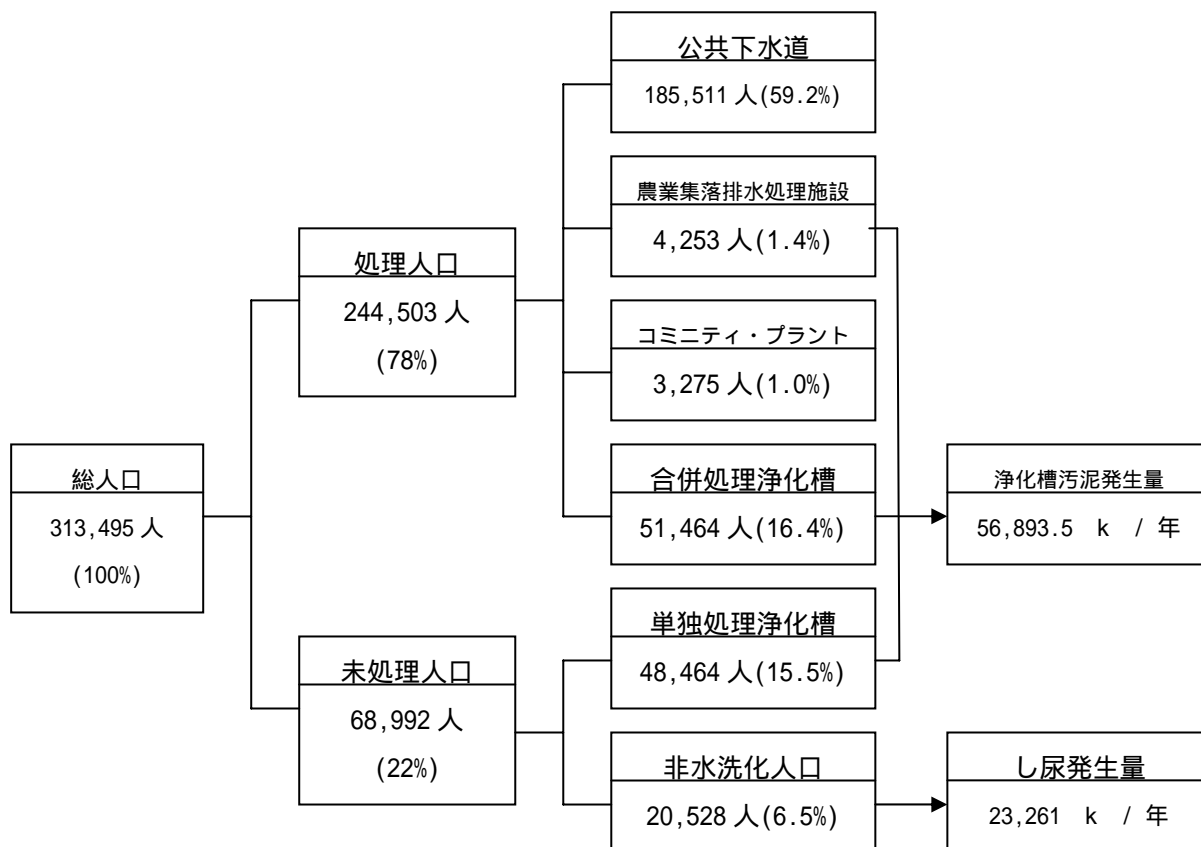 公共下水道
185,511 人(59.2%)
農業集落排水処理施設
4,253 人(1.4%)
処理人口
244,503 人
(78%)
コミニティ・プラント
3,275 人(1.0%)
総人口
313,495 人
(100%)
合併処理浄化槽
51,464 人(16.4%)
浄化槽汚泥発生量
56,893.5 k / 年
未処理人口
68,992 人
(22%)
単独処理浄化槽
48,464 人(15.5%)
非水洗化人口
20,528 人(6.5%)
し尿発生量
23,261 k / 年